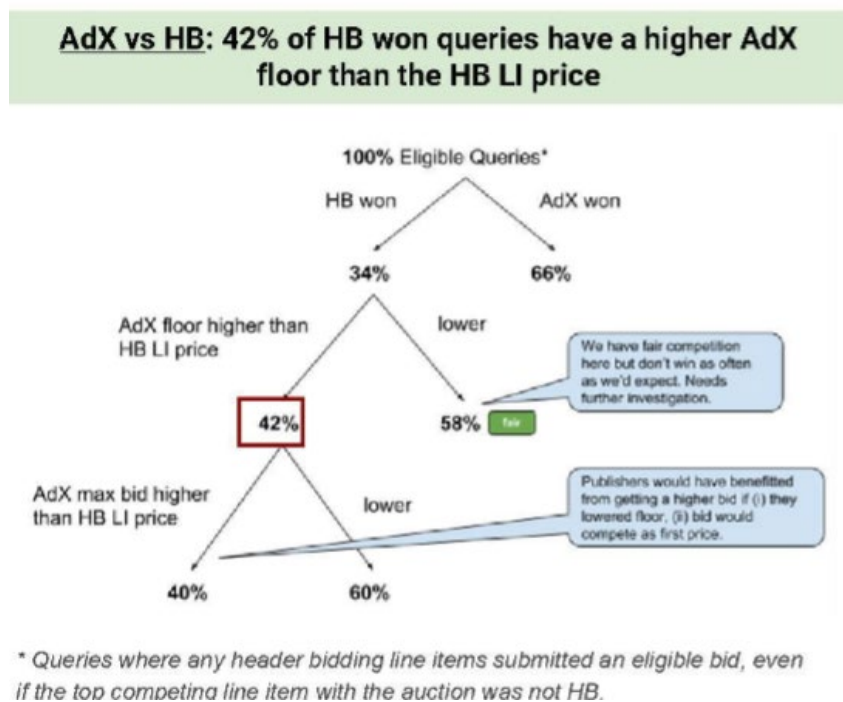 AdX vs HB: 42% of HB won queries have a higher AdX
floor than the HB LI price
100% Eligible Queries*
HB won
AdX won
34%
66%
AdX floor higher than
HB LI price
lower
We have fair competition
here but don't win as often
as we'd expect. Needs
further investigation.
42%
58%
fair
AdX max bid higher
than HB LI price
lower
Publishers would have benefitted
from getting a higher bid if (i) they
lowered floor, (ii) bid would
compete as first price.
40%
60%
* Queries where any header bidding line items submitted an eligible bid, even
if the top competing line item with the auction was not HB.